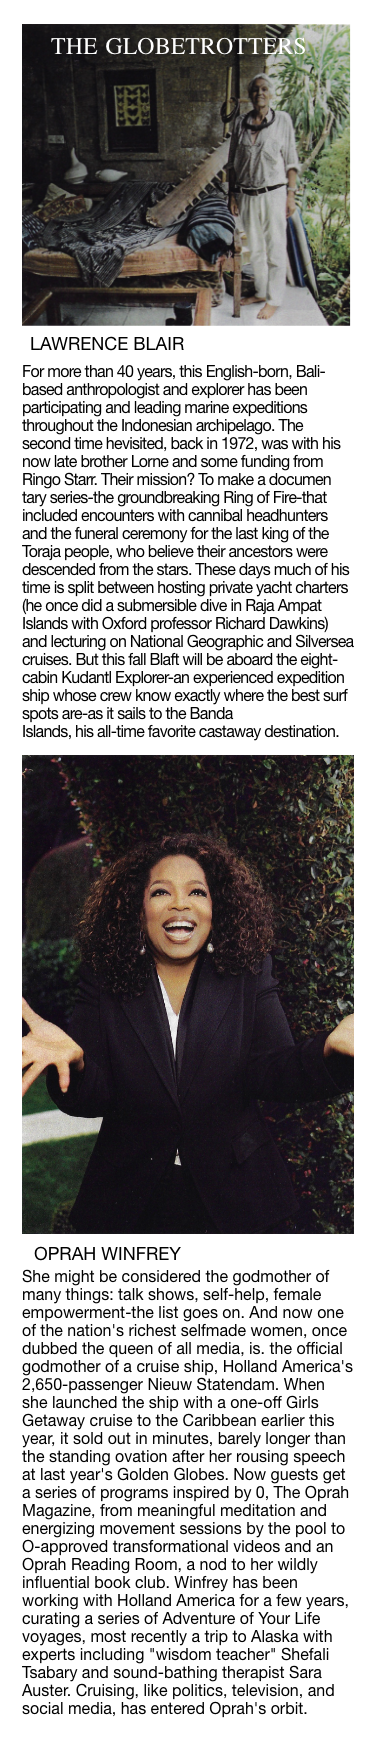 THE GLOBETROTTERS
LAWRENCE BLAIR
For more than 40 years, this English-born, Bali-
based anthropologist and explorer has been
participating and leading marine expeditions
throughout the Indonesian archipelago. The
second time hevisited, back in 1972, was with his
now late brother Lorne and some funding from
Ringo Starr. Their mission? To make a documen
tary series-the groundbreaking Ring of Fire-that
included encounters with cannibal headhunters
and the funeral ceremony for the last king of the
Toraja people, who believe their ancestors were
descended from the stars. These days much of his
time is split between hosting private yacht charters
(he once did a submersible dive in Raja Ampat
Islands with Oxford professor Richard Dawkins)
and lecturing on National Geographic and Silversea
cruises. But this fall Blaft will be aboard the eight-
cabin Kudantl Explorer-an experienced expedition
ship whose crew know exactly where the best surf
spots are-as it sails to the Banda
Islands, his all-time favorite castaway destination.
OPRAH WINFREY
She might be considered the godmother of
many things: talk shows, self-help, female
empowerment-the list goes on. And now one
of the nation's richest selfmade women, once
dubbed the queen of all media, is. the official
godmother of a cruise ship, Holland America's
2,650-passenger Nieuw Statendam. When
she launched the ship with a one-off Girls
Getaway cruise to the Caribbean earlier this
year, it sold out in minutes, barely longer than
the standing ovation after her rousing speech
at last year's Golden Globes. Now guests get
a series of programs inspired by 0, The Oprah
Magazine, from meaningful meditation and
energizing movement sessions by the pool to
O-approved transformational videos and an
Oprah Reading Room, a nod to her wildly
influential book club. Winfrey has been
working with Holland America for a few years,
curating a series of Adventure of Your Life
voyages, most recently a trip to Alaska with
experts including "wisdom teacher" Shefali
Tsabary and sound-bathing therapist Sara
Auster. Cruising, like politics, television, and
social media, has entered Oprah's orbit.